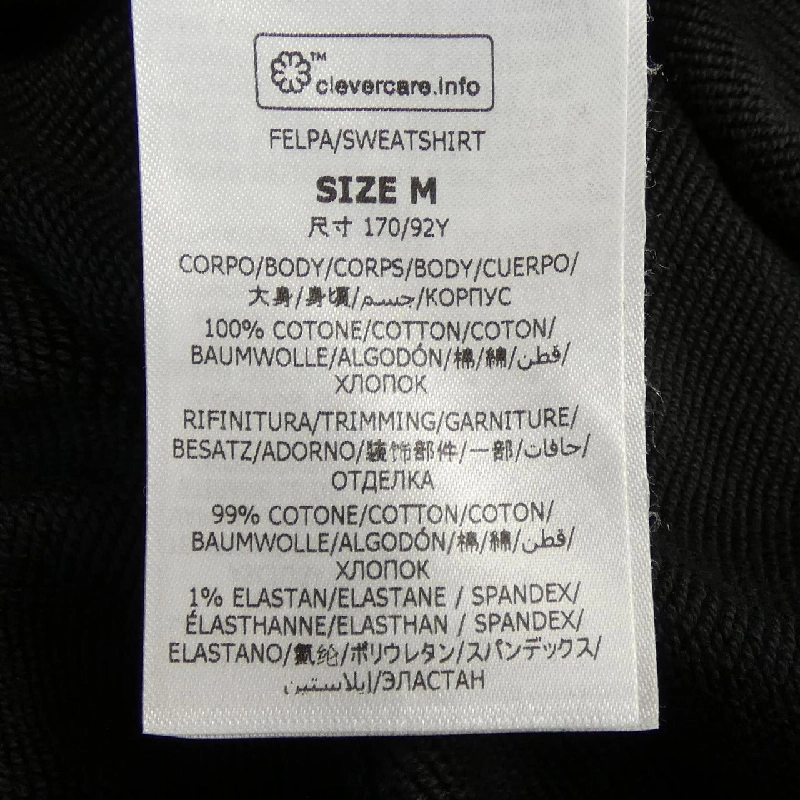 ™
clevercare.info
FELPA/SWEATSHIRT
SIZE M
尺寸 170/92Y
CORPO/BODY/CORPS/BODY/CUERPO/
大身/身頃/جسم/КОРПУС
100% COTONE/COTTON/COTON/
BAUMWOLLE/ALGODÓN/棉/綿/قطن/
ХЛОПОК
RIFINITURA/TRIMMING/GARNITURE/
BESATZ/ADORNO/装饰部件/一部/حافات/
ОТДЕЛКА
99% COTONE/COTTON/COTON/
BAUMWOLLE/ALGODÓN/棉/綿/قطن/
ХЛОПОК
1% ELASTAN/ELASTANE / SPANDEX/
ÉLASTHANNE/ELASTHAN / SPANDEX/
ELASTANO/氨纶/ポリウレタン/スパンデックス/
إيلاستين/ЭЛАСТАН